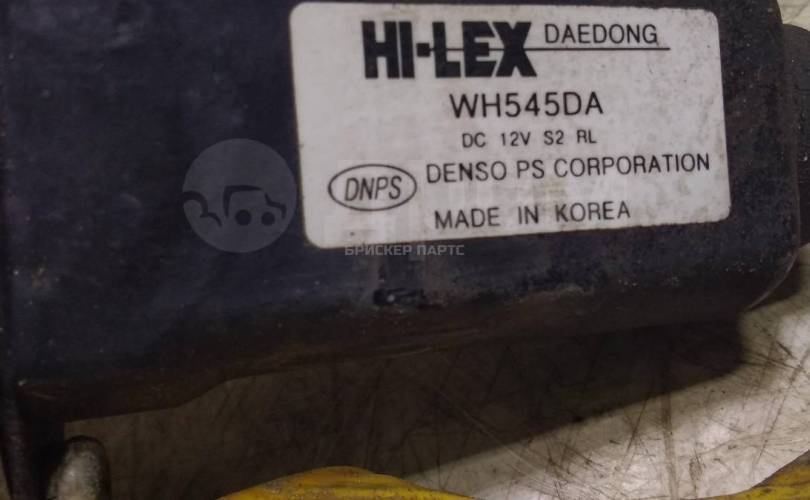 HI-LEX DAEDONG
WH545DA
DC 12V S2 RL
DNPS DENSO PS CORPORATION
MADE IN KOREA
БРИСКЕР ПАРТС